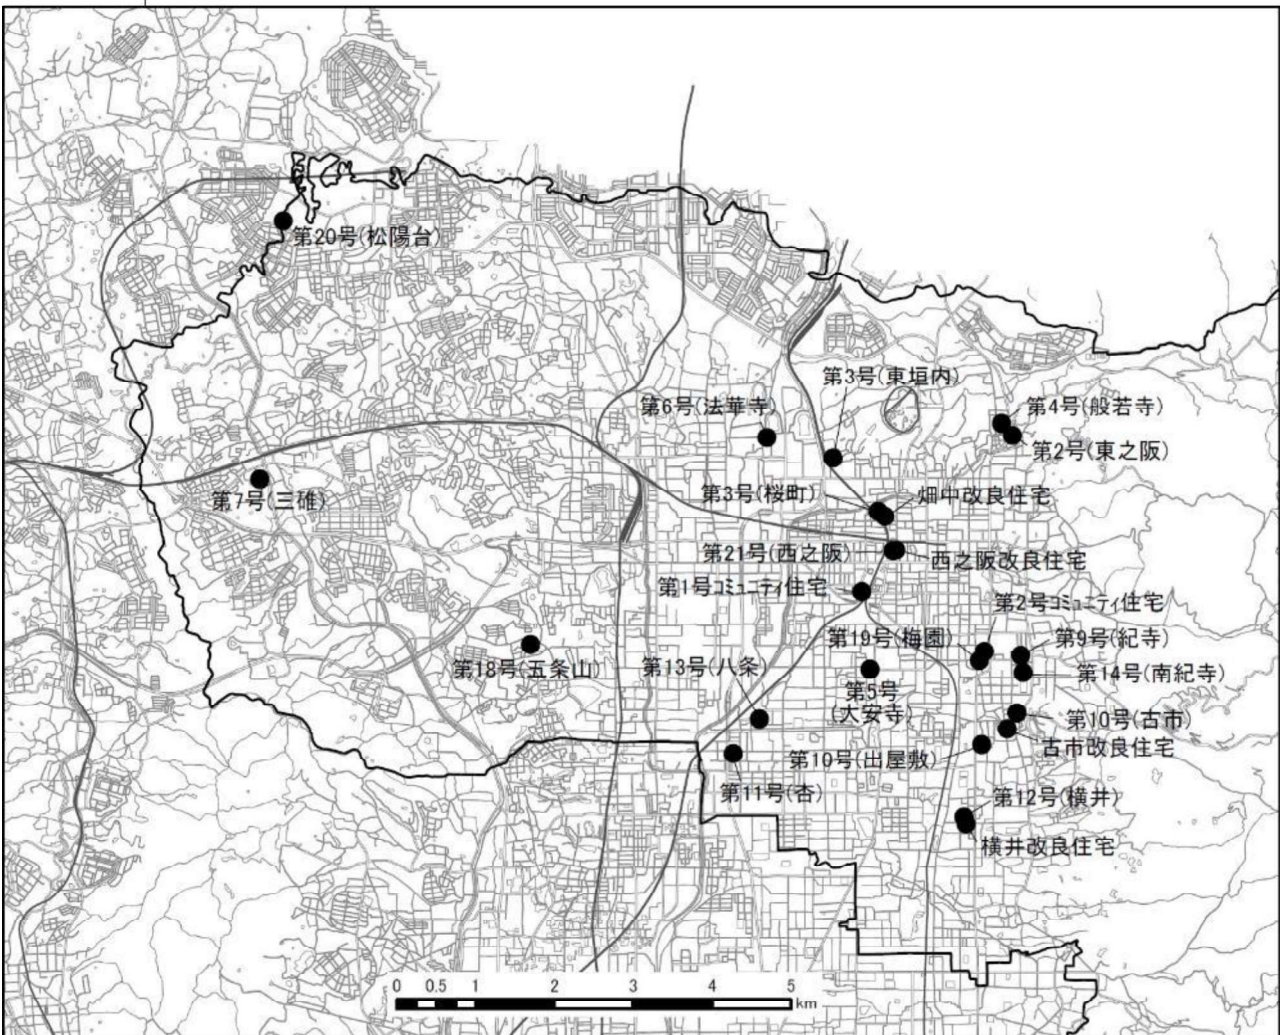 第20号(松陽台)
第3号(東垣内)
第6号(法華寺)
第4号(般若寺)
第2号(東之阪)
第7号(三碓)
第3号(桜町)
畑中改良住宅
第21号(西之阪)
西之阪改良住宅
第1号ｺﾐｭﾆﾃｨ住宅
第2号ｺﾐｭﾆﾃｨ住宅
第19号(梅園)
第9号(紀寺)
第18号(五条山)
第13号(八条)
第14号(南紀寺)
第5号
(大安寺)
第10号(古市)
古市改良住宅
第10号(出屋敷)
第11号(杏)
第12号(横井)
横井改良住宅
0 0.5 1 2 3 4 5
km